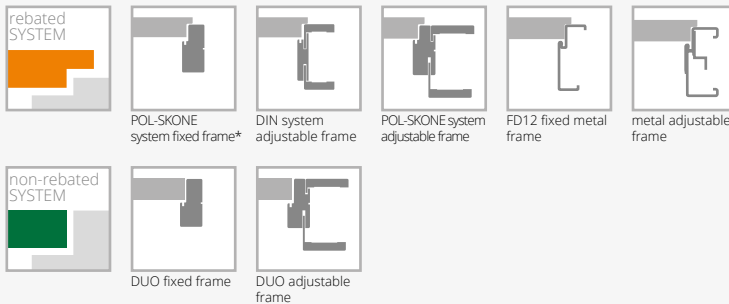 rebated
SYSTEM
POL-SKONE
system fixed frame*
DIN system
adjustable frame
POL-SKONE system
adjustable frame
FD12 fixed metal
frame
metal adjustable
frame
non-rebated
SYSTEM
DUO fixed frame
DUO adjustable
frame